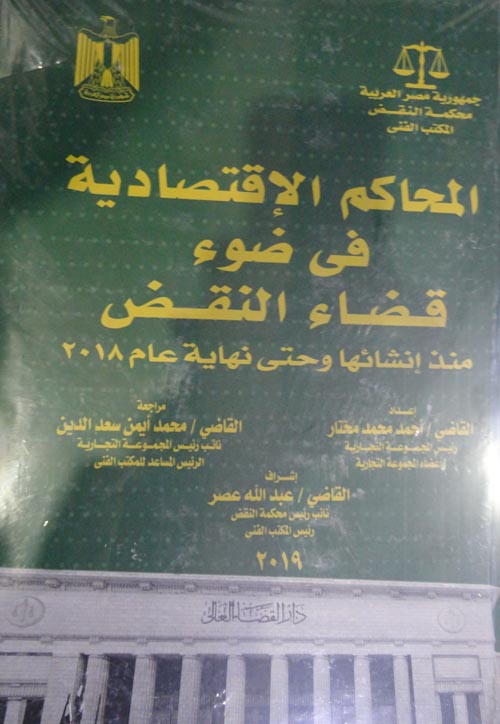 جمهورية مصر العربية
محكمة النقض
المكتب الفنى
المحاكم الإقتصادية
فى ضوء
قضاء النقض
منذ إنشائها وحتى نهاية عام ٢٠١٨
إعداد
القاضي / أحمد محمد مختار
رئيس المجموعة التجارية
وأعضاء المجموعة التجارية
مراجعة
القاضي / محمد أيمن سعد الدين
نائب رئيس المجموعة التجارية
الرئيس المساعد للمكتب الفنى
إشراف
القاضي / عبد الله عصر
نائب رئيس محكمة النقض
رئيس المكتب الفنى
٢٠١٩
دار القضاء العالى